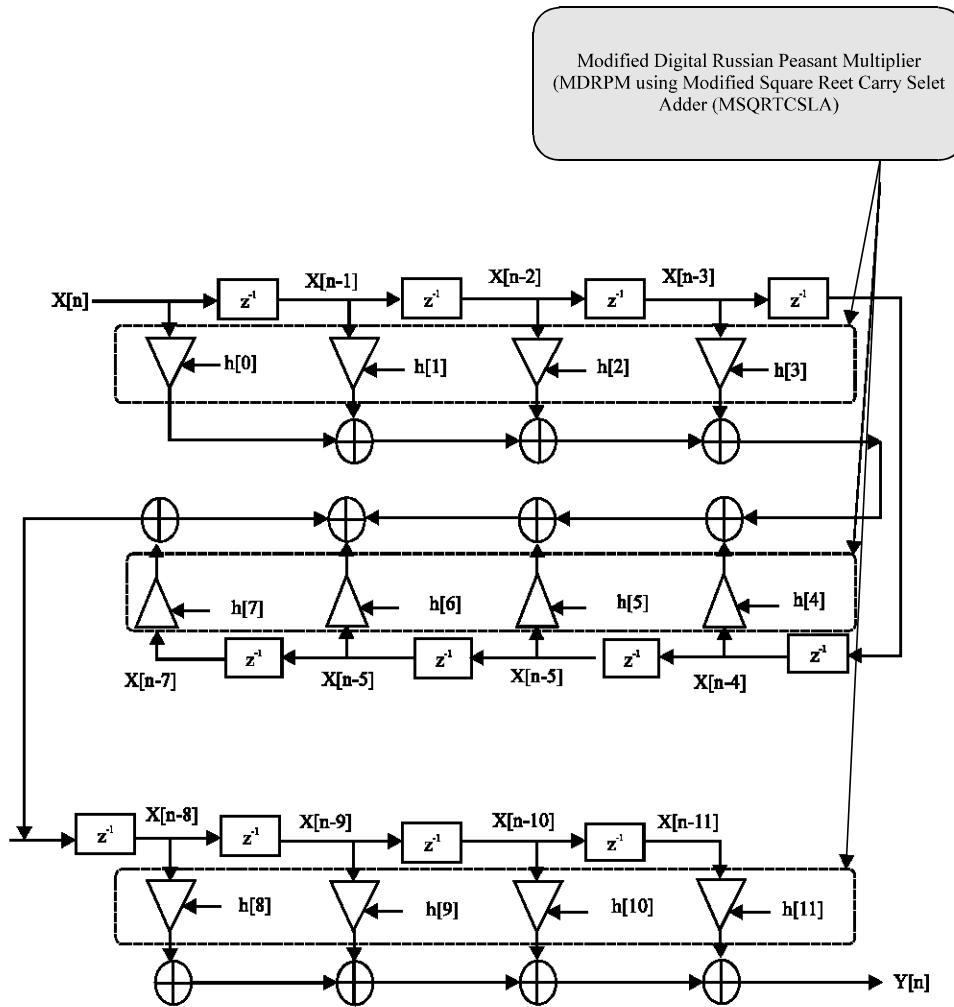 Modified Digital Russian Peasant Multiplier
(MDRPM using Modified Square Reet Carry Selet
Adder (MSQRTCSLA)
X[n] z⁻¹ X[n-1] z⁻¹ X[n-2] z⁻¹ X[n-3] z⁻¹
h[0] h[1] h[2] h[3]
h[7] h[6] h[5] h[4]
z⁻¹ z⁻¹ z⁻¹ z⁻¹
X[n-7] X[n-5] X[n-5] X[n-4]
z⁻¹ X[n-8] z⁻¹ X[n-9] z⁻¹ X[n-10] z⁻¹ X[n-11]
h[8] h[9] h[10] h[11]
Y[n]